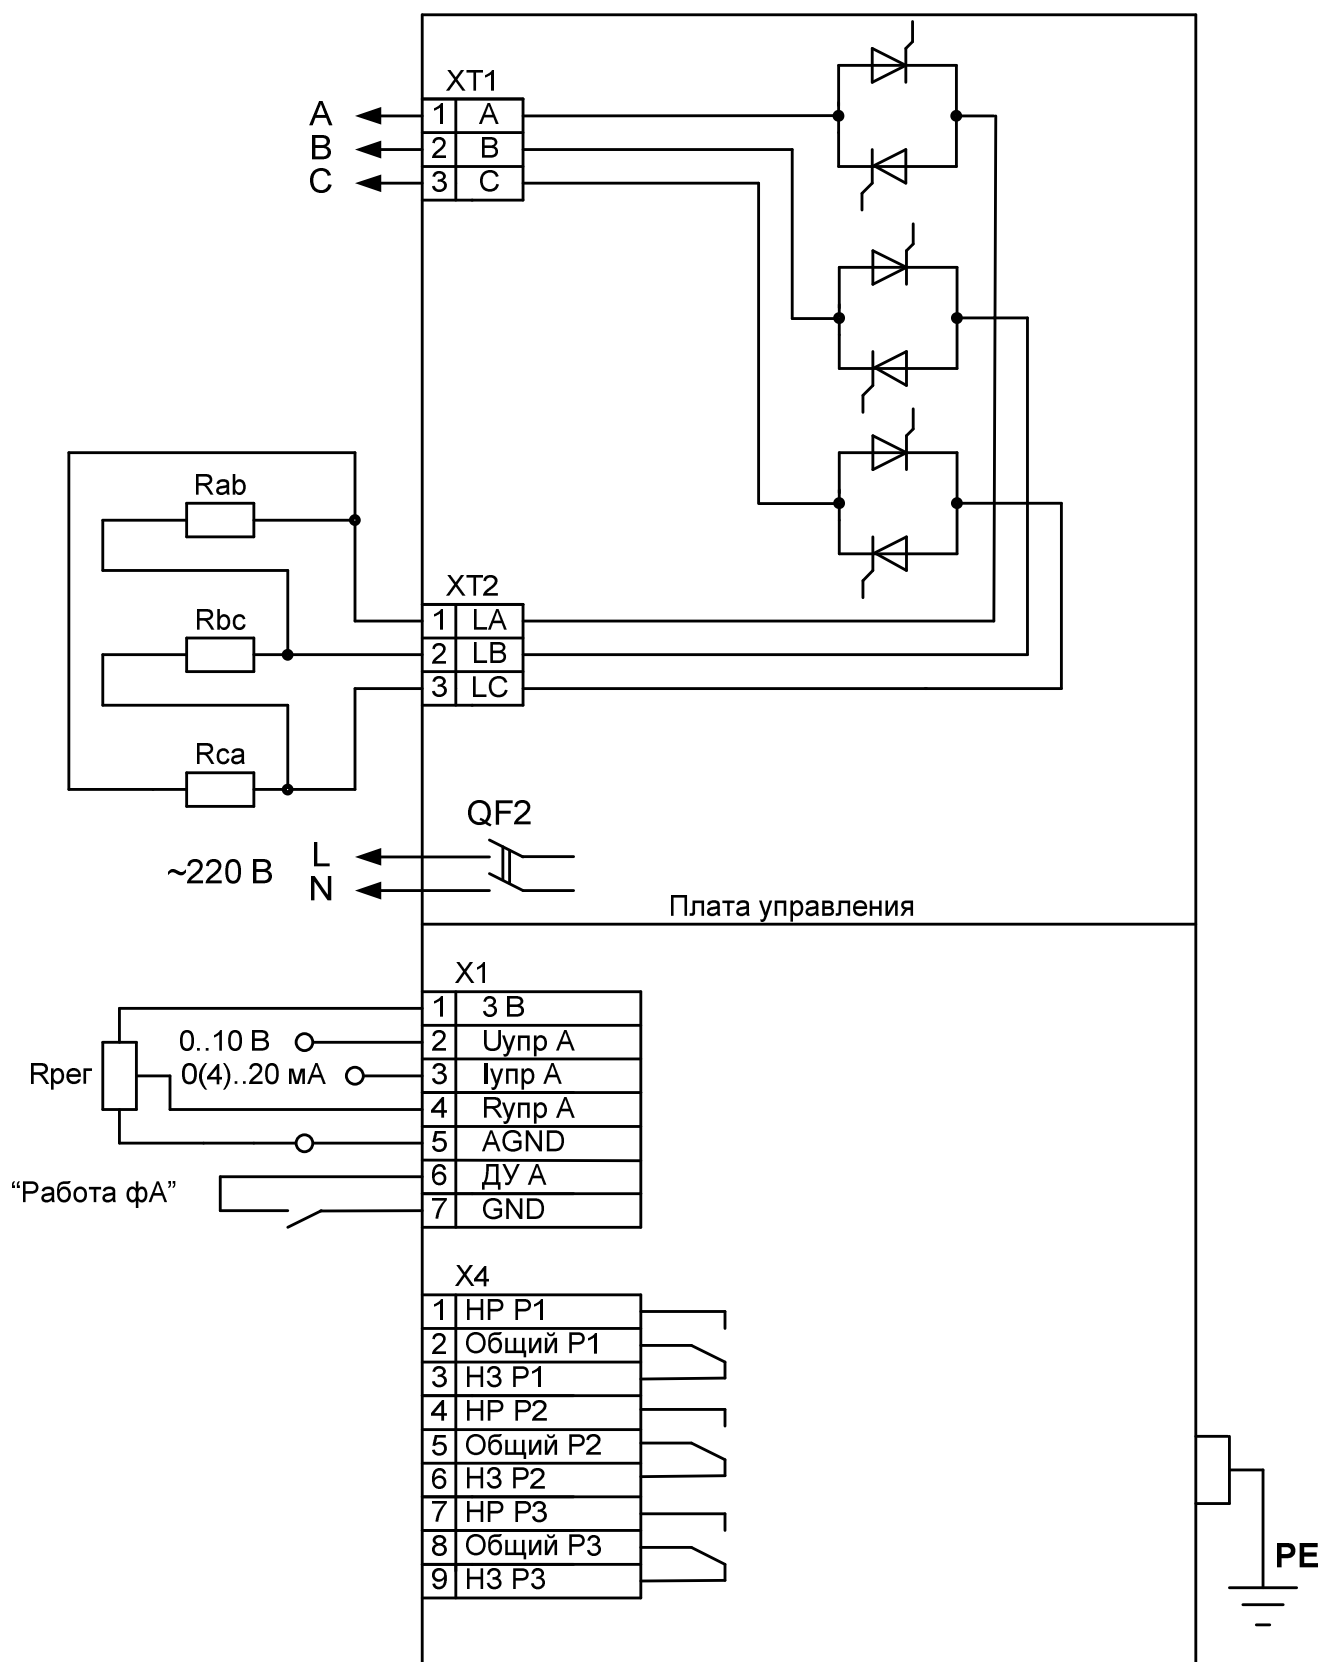 XT1
A 1 A
B 2 B
C 3 C
Rab
XT2
1 LA
Rbc
2 LB
3 LC
Rca
QF2
~220 В
L
N
Плата управления
X1
1 3 В
0..10 В 2 Uупр А
Rрег 0(4)..20 мА 3 Iупр А
4 Rупр А
5 AGND
“Работа фА” 6 ДУ А
7 GND
X4
1 НР Р1
2 Общий Р1
3 НЗ Р1
4 НР Р2
5 Общий Р2
6 НЗ Р2
7 НР Р3
8 Общий Р3
9 НЗ Р3
PE